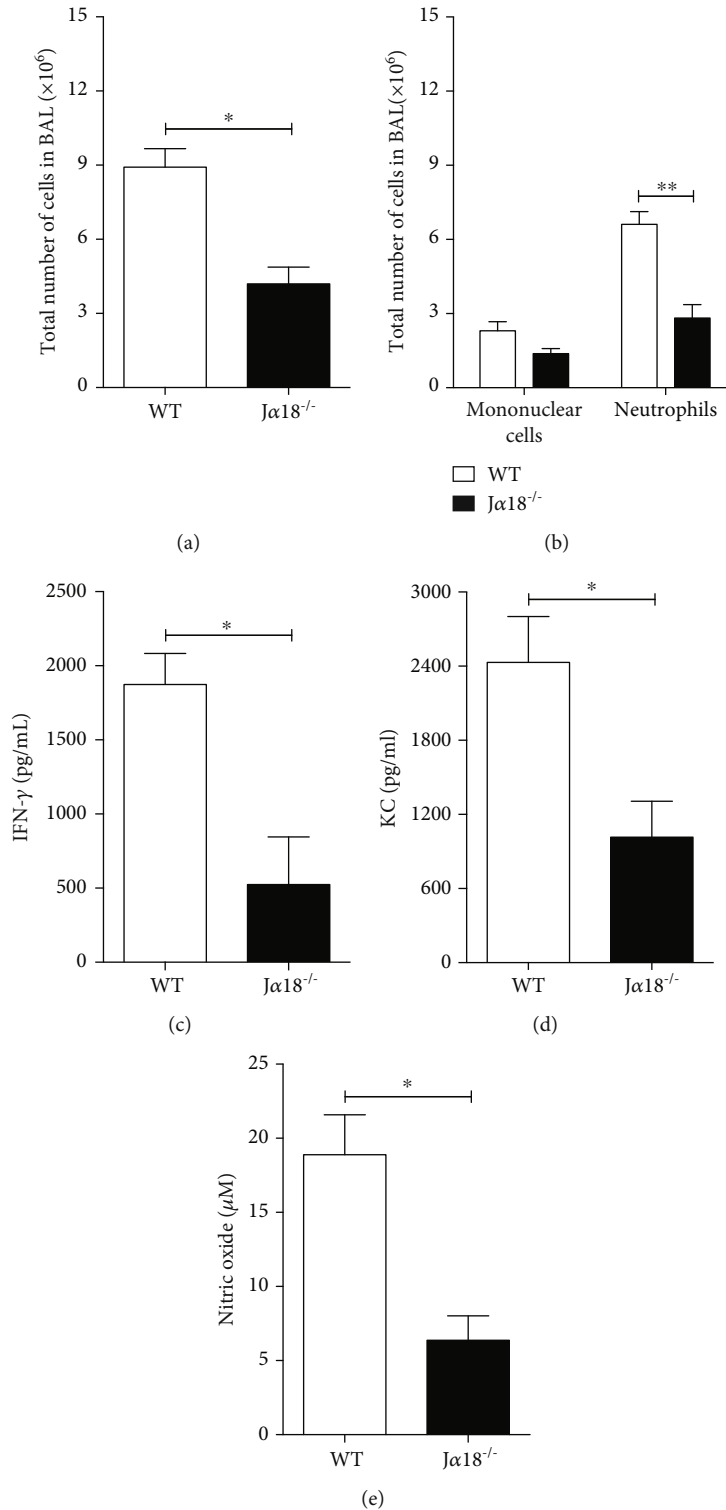 Total number of cells in BAL (×10⁶)
15
12
9
6
3
0
*
WT
Jα18⁻/⁻
(a)
Total number of cells in BAL(×10⁶)
15
12
9
6
3
0
**
Mononuclear
cells
Neutrophils
WT
Jα18⁻/⁻
(b)
IFN-γ (pg/mL)
2500
2000
1500
1000
500
0
*
WT
Jα18⁻/⁻
(c)
KC (pg/ml)
3000
2400
1800
1200
600
0
*
WT
Jα18⁻/⁻
(d)
Nitric oxide (μM)
25
20
15
10
5
0
*
WT
Jα18⁻/⁻
(e)